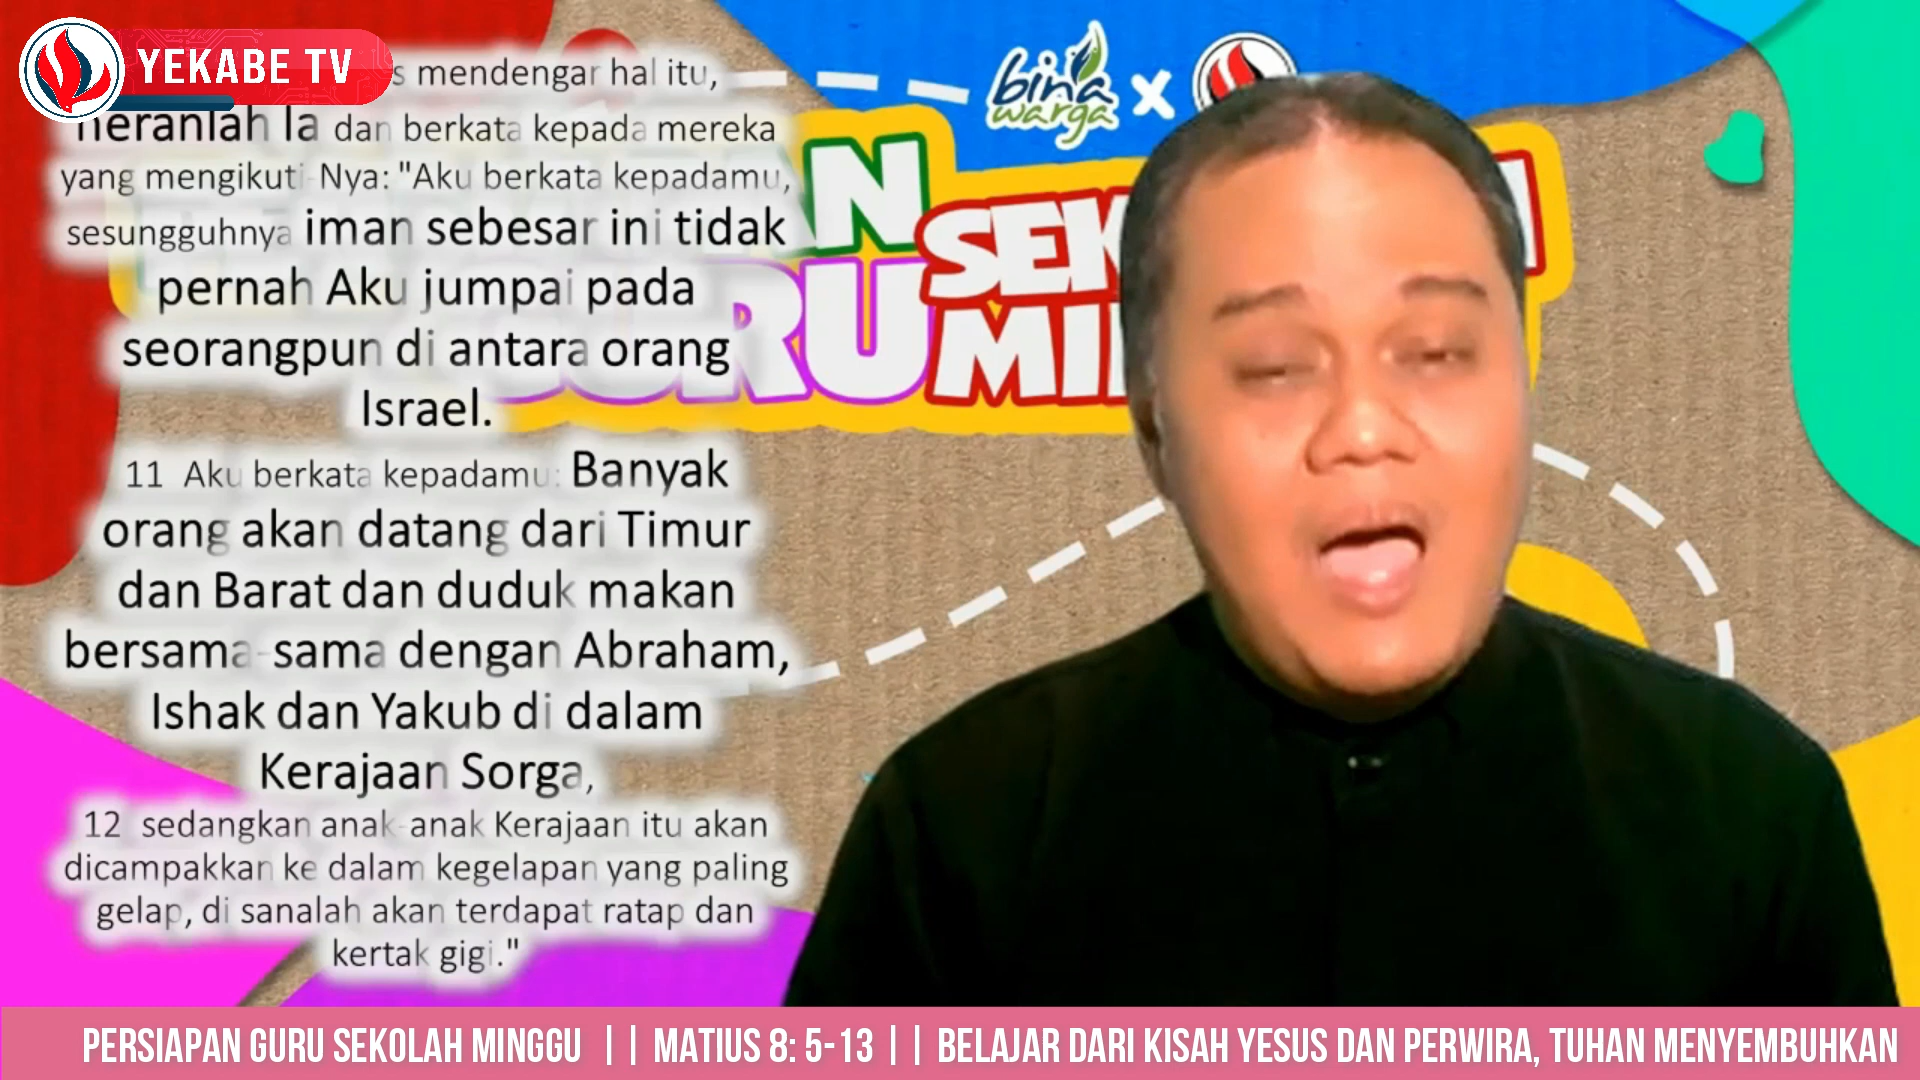 YEKABE TV
mendengar hal itu,
heranlah Ia dan berkata kepada mereka
yang mengikuti-Nya: "Aku berkata kepadamu,
sesungguhnya iman sebesar ini tidak
pernah Aku jumpai pada
seorangpun di antara orang
Israel.
11 Aku berkata kepadamu: Banyak
orang akan datang dari Timur
dan Barat dan duduk makan
bersama-sama dengan Abraham,
Ishak dan Yakub di dalam
Kerajaan Sorga,
12 sedangkan anak-anak Kerajaan itu akan
dicampakkan ke dalam kegelapan yang paling
gelap, di sanalah akan terdapat ratap dan
kertak gigi."
bina
warga
X
PERSIAPAN GURU SEKOLAH MINGGU || MATIUS 8: 5-13 || BELAJAR DARI KISAH YESUS DAN PERWIRA, TUHAN MENYEMBUHKAN